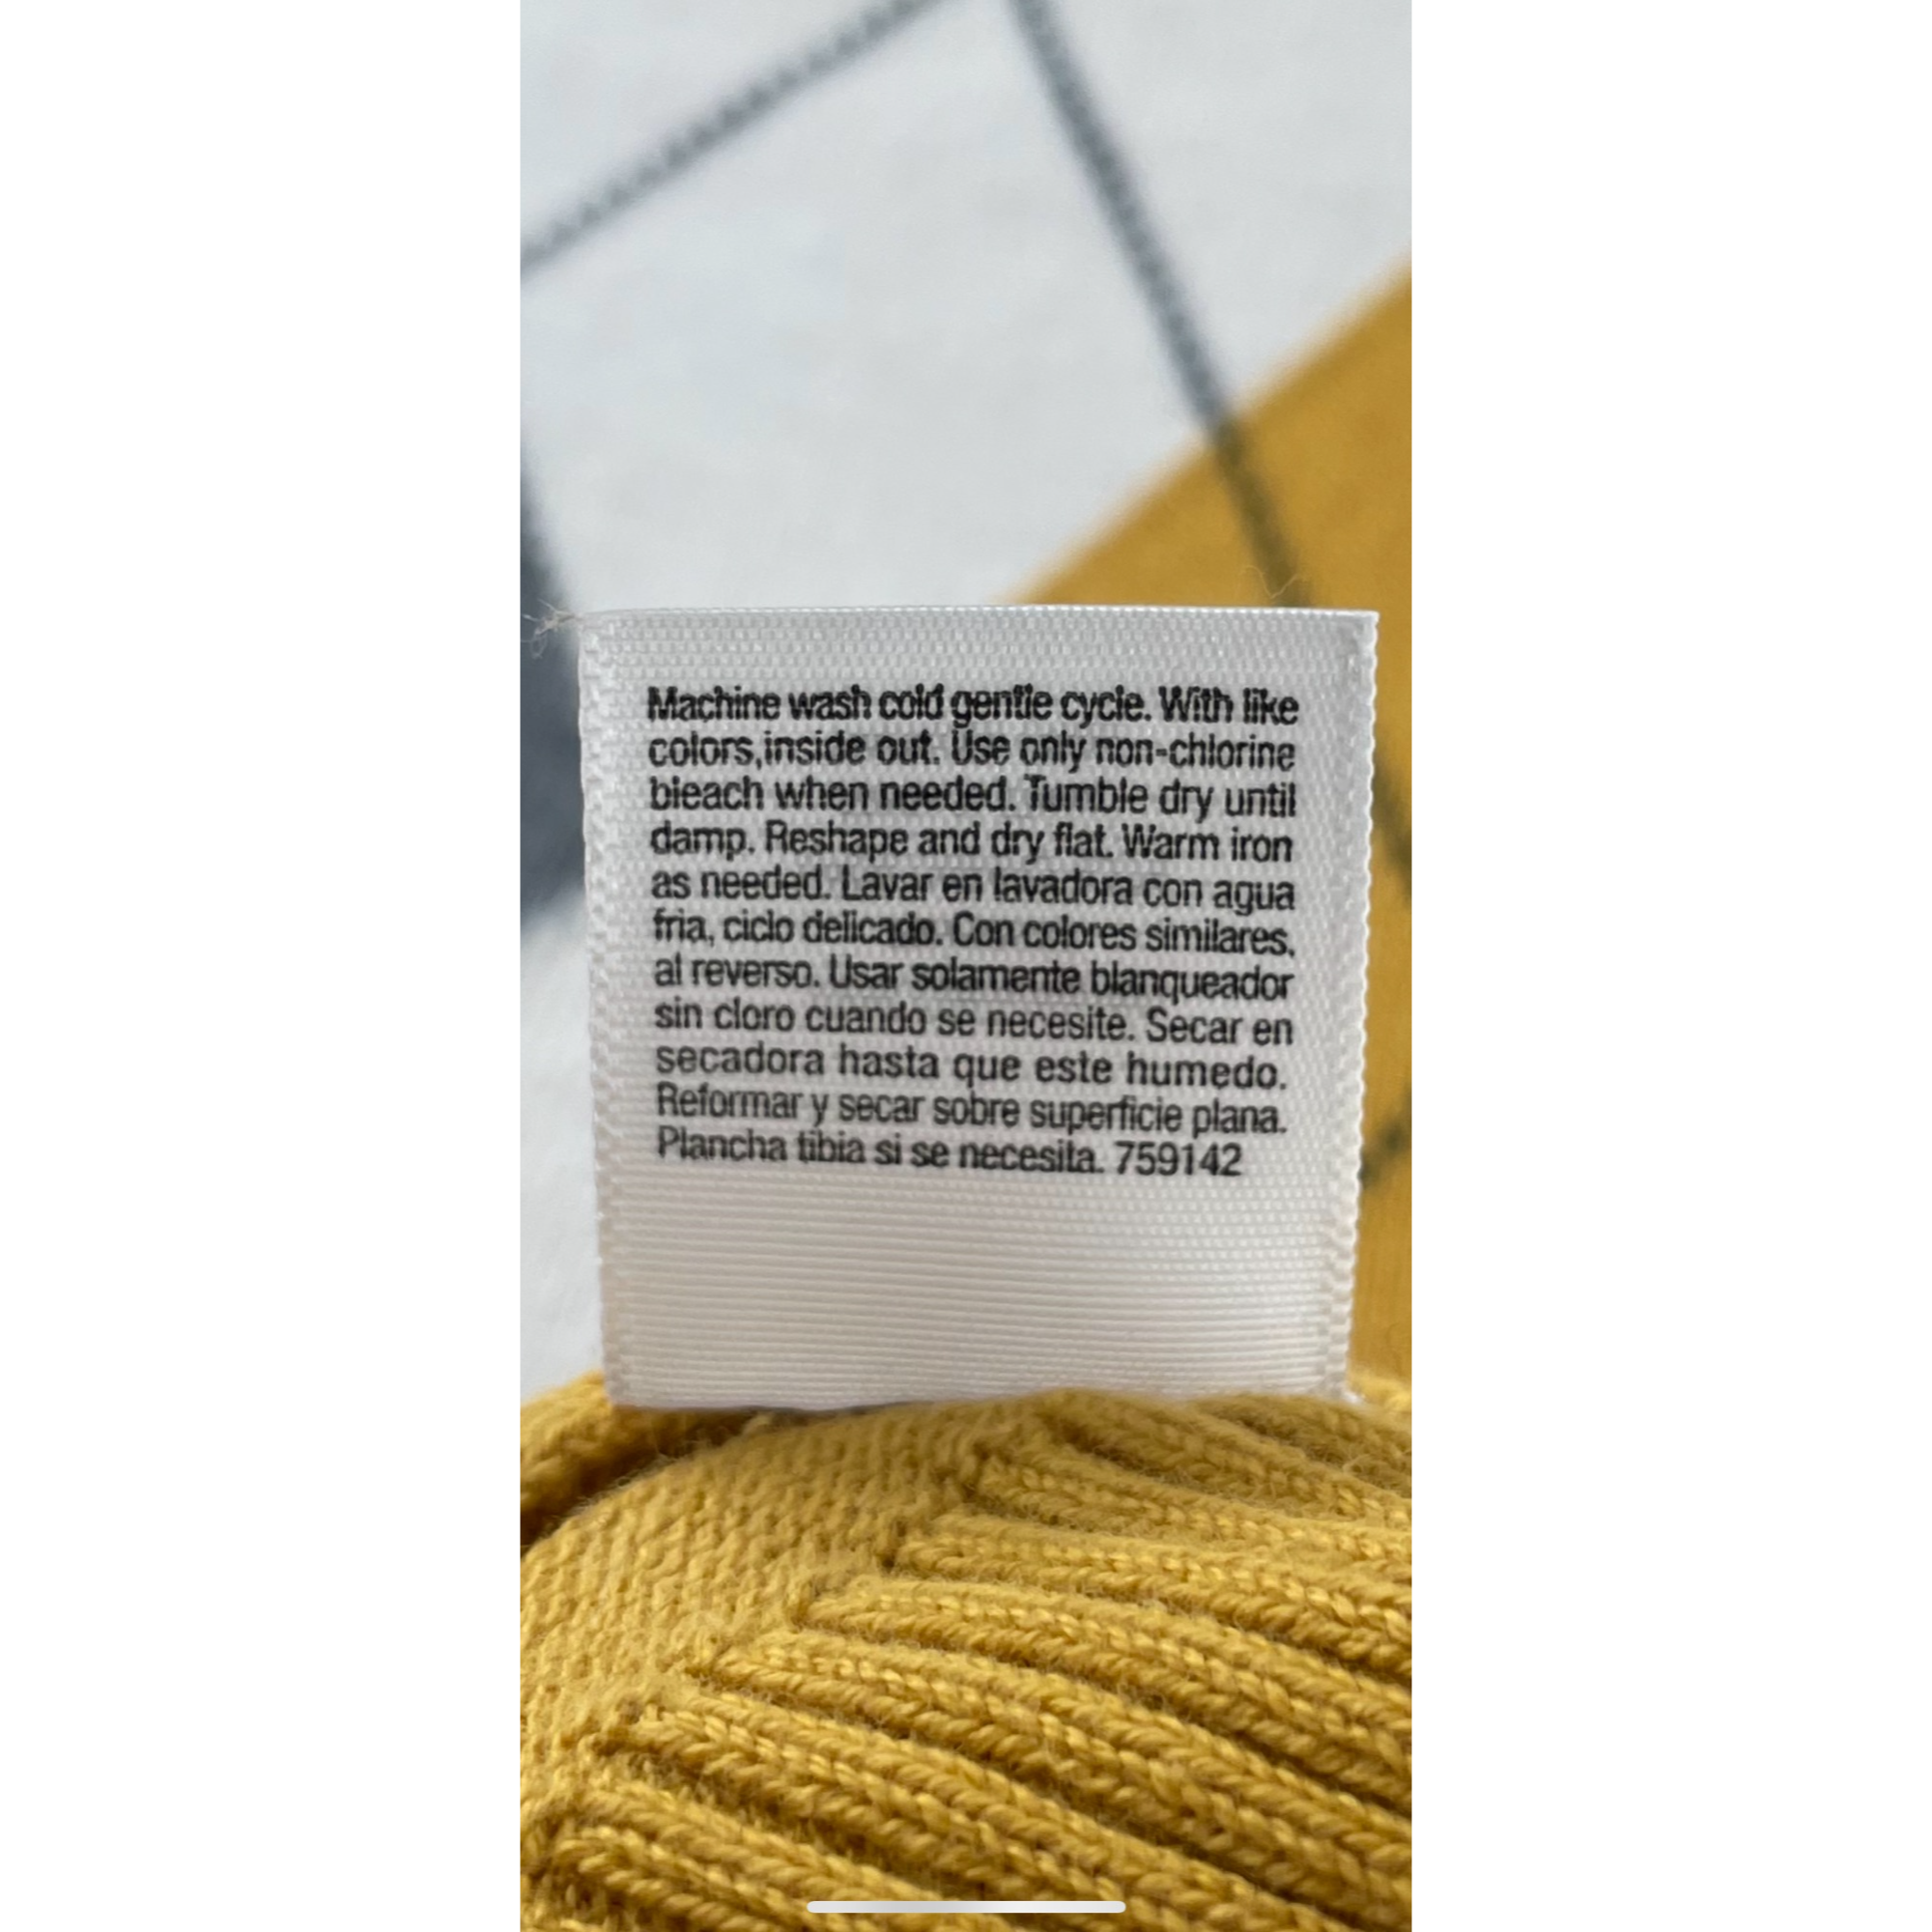 Machine wash cold gentle cycle. With like
colors,inside out. Use only non-chlorine
bleach when needed. Tumble dry until
damp. Reshape and dry flat. Warm iron
as needed. Lavar en lavadora con agua
fria, ciclo delicado. Con colores similares,
al reverso. Usar solamente blanqueador
sin cloro cuando se necesite. Secar en
secadora hasta que este humedo.
Reformar y secar sobre superficie plana.
Plancha tibia si se necesita. 759142